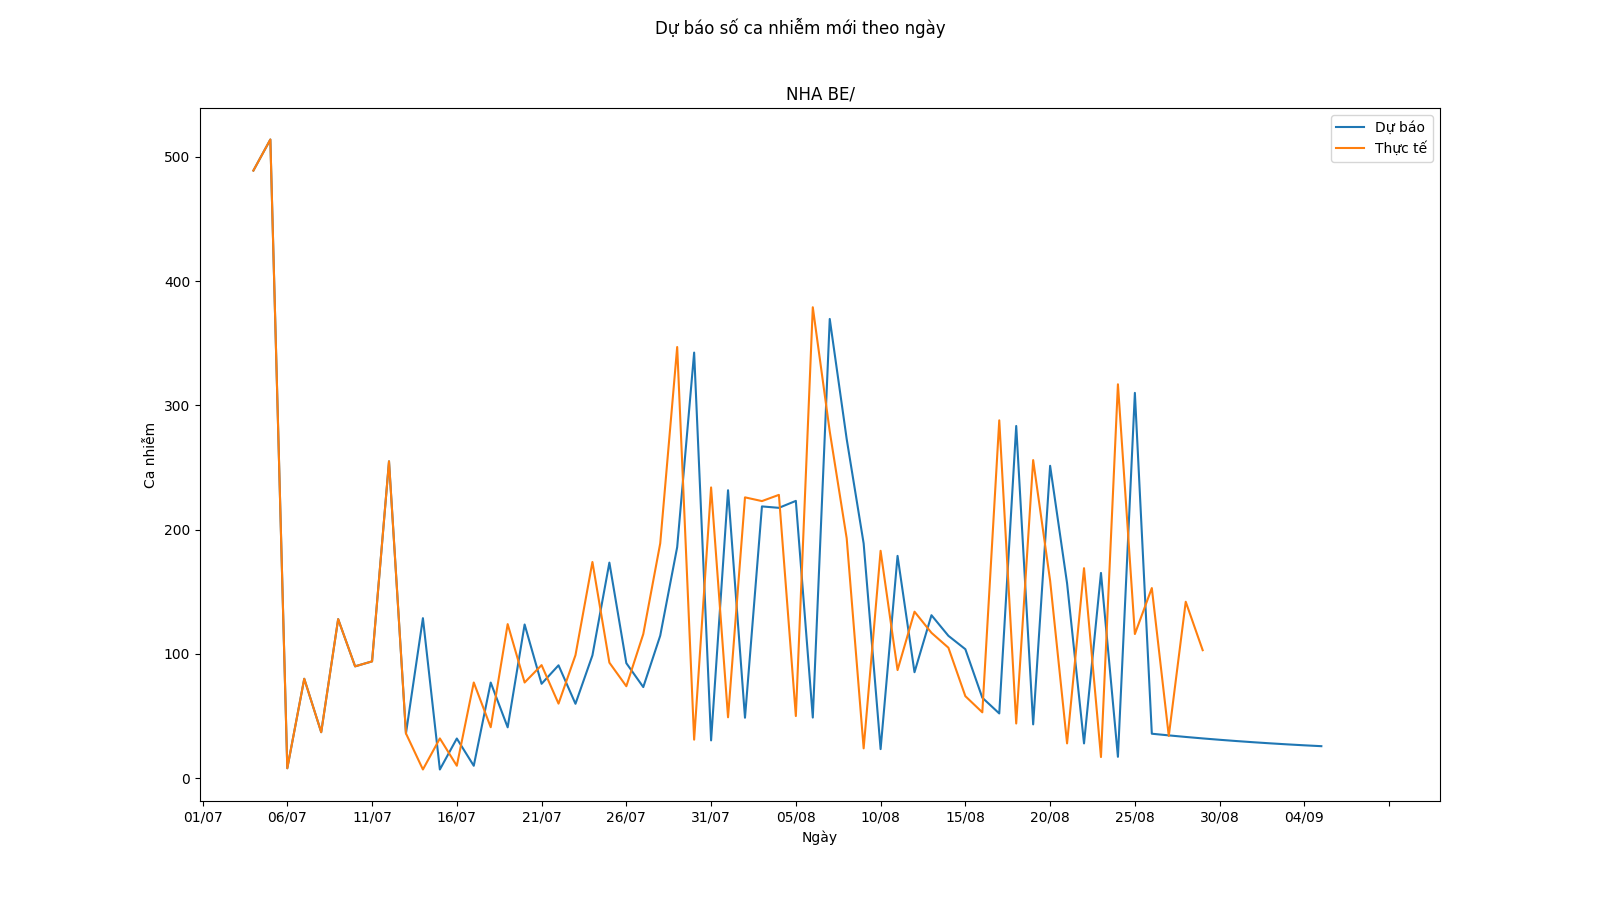 Dự báo số ca nhiễm mới theo ngày
NHA BE/
Dự báo
Thực tế
500
400
300
200
100
0
Ca nhiễm
01/07 06/07 11/07 16/07 21/07 26/07 31/07 05/08 10/08 15/08 20/08 25/08 30/08 04/09
Ngày